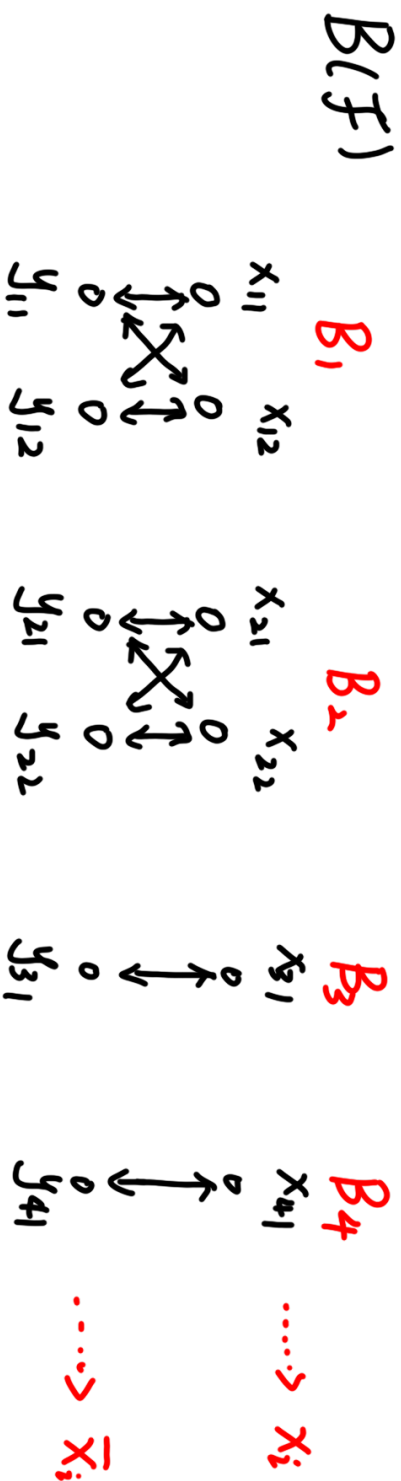 B(F)
B₁ B₂ B₃ B₄
x₁₁ x₁₂ x₂₁ x₂₂ x₃₁ x₄₁ ····> xᵢ
y₁₁ y₁₂ y₂₁ y₂₂ y₃₁ y₄₁ ····> x̄ᵢ